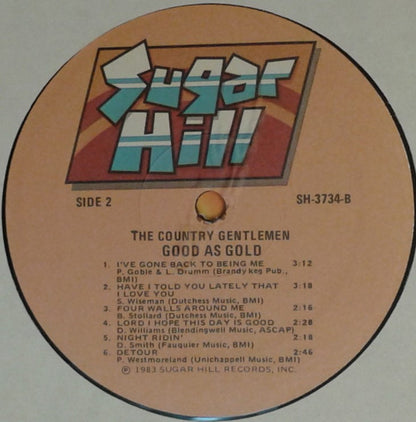 Sugar
Hill
SIDE 2
SH-3734-B
THE COUNTRY GENTLEMEN
GOOD AS GOLD
1. I'VE GONE BACK TO BEING ME 3:12
P. Goble & L. Drumm (Brandy keg Pub.,
BMI)
2. HAVE I TOLD YOU LATELY THAT 3:18
I LOVE YOU
S. Wiseman (Dutchess Music, BMI)
3. FOUR WALLS AROUND ME 2:16
B. Stollard (Dutchess Music, BMI)
4. LORD I HOPE THIS DAY IS GOOD 2:28
D. Williams (Blendingwell Music, ASCAP)
5. NIGHT RIDIN' 2:18
D. Smith (Fauquier Music, BMI)
6. DETOUR 2:46
P. Westmoreland (Unichappell Music, BMI)
℗ 1983 SUGAR HILL RECORDS, INC.